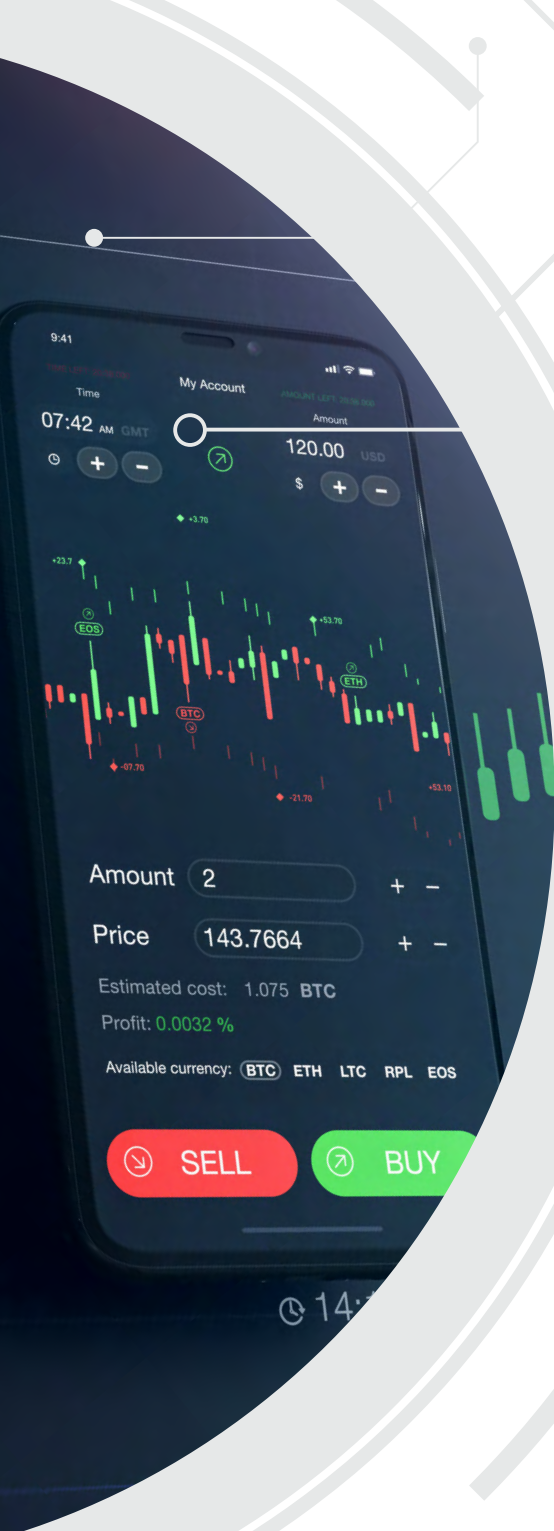 9:41
My Account
Time
Amount
07:42 AM GMT
120.00 USD
+ -
$ + -
+3.70
+23.7
+53.70
EOS
ETH
BTC
-07.70
-21.70
+53.10
Amount 2 + -
Price 143.7664 + -
Estimated cost: 1.075 BTC
Profit: 0.0032 %
Available currency: BTC ETH LTC RPL EOS
SELL BUY